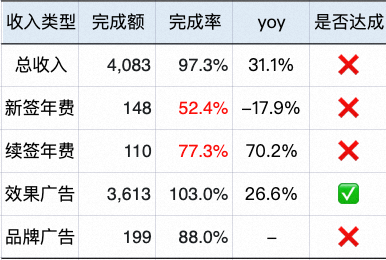 收入类型 完成额 完成率 yoy 是否达成
总收入 4,083 97.3% 31.1% ❌
新签年费 148 52.4% -17.9% ❌
续签年费 110 77.3% 70.2% ❌
效果广告 3,613 103.0% 26.6% ✅
品牌广告 199 88.0% - ❌